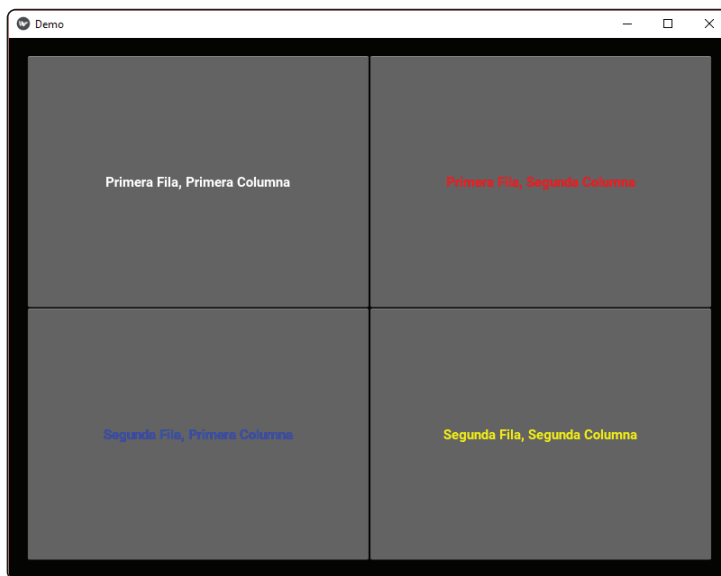 Demo
Primera Fila, Primera Columna
Primera Fila, Segunda Columna
Segunda Fila, Primera Columna
Segunda Fila, Segunda Columna